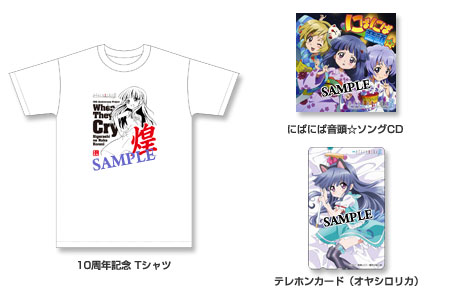 When
They
Cry
煌
SAMPLE
10周年記念 Tシャツ
にぱにぱ
音頭
SAMPLE
にぱにぱ音頭☆ソングCD
SAMPLE
テレホンカード（オヤシロリカ）